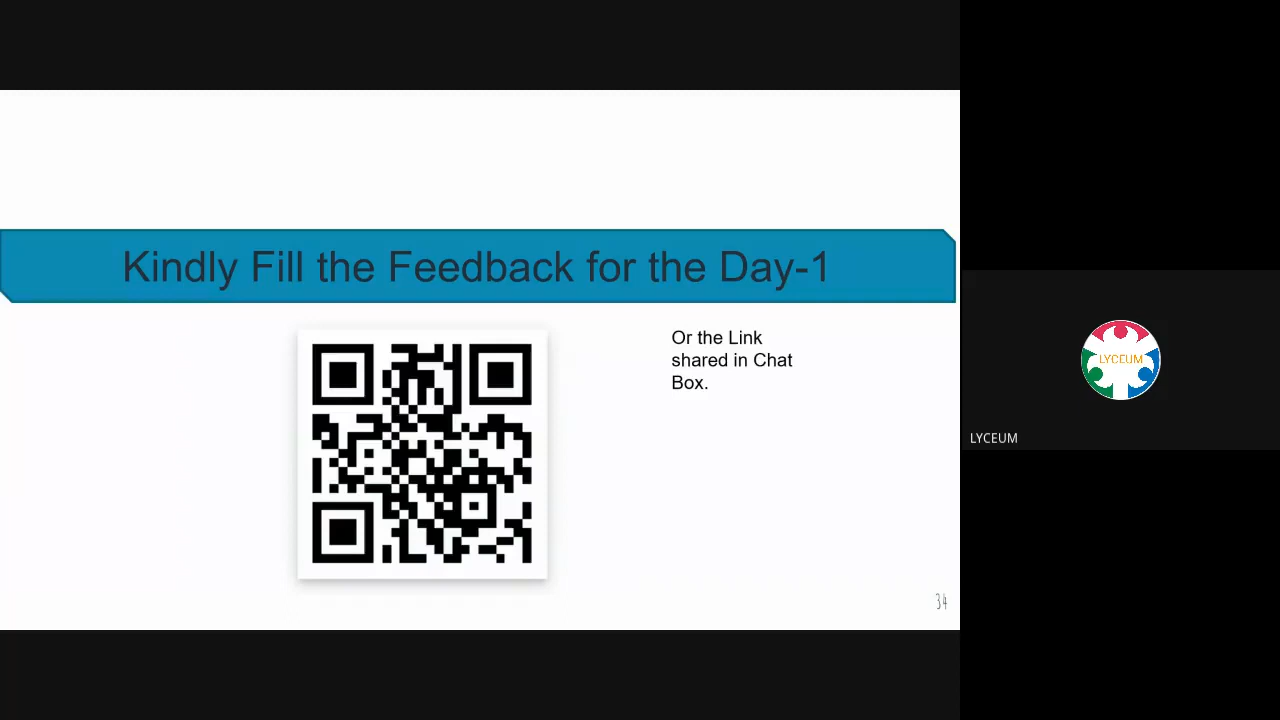 Kindly Fill the Feedback for the Day-1
Or the Link
shared in Chat
Box.
34
LYCEUM
LYCEUM